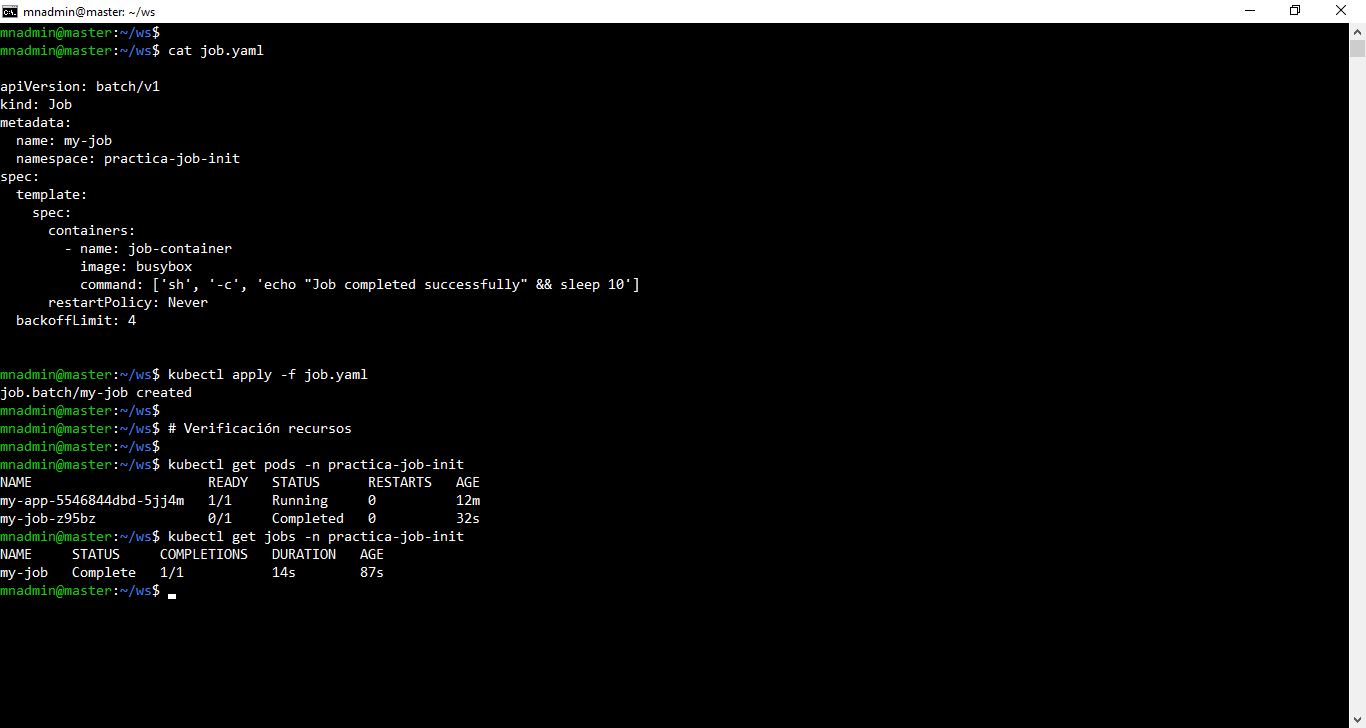 mnadmin@master: ~/ws
mnadmin@master:~/ws$
mnadmin@master:~/ws$ cat job.yaml
apiVersion: batch/v1
kind: Job
metadata:
  name: my-job
  namespace: practica-job-init
spec:
  template:
    spec:
      containers:
        - name: job-container
          image: busybox
          command: ['sh', '-c', 'echo "Job completed successfully" && sleep 10']
      restartPolicy: Never
  backoffLimit: 4
mnadmin@master:~/ws$ kubectl apply -f job.yaml
job.batch/my-job created
mnadmin@master:~/ws$
mnadmin@master:~/ws$ # Verificación recursos
mnadmin@master:~/ws$
mnadmin@master:~/ws$ kubectl get pods -n practica-job-init
NAME                      READY   STATUS      RESTARTS   AGE
my-app-5546844dbd-5jj4m   1/1     Running     0          12m
my-job-z95bz              0/1     Completed   0          32s
mnadmin@master:~/ws$ kubectl get jobs -n practica-job-init
NAME     STATUS     COMPLETIONS   DURATION   AGE
my-job   Complete   1/1           14s        87s
mnadmin@master:~/ws$